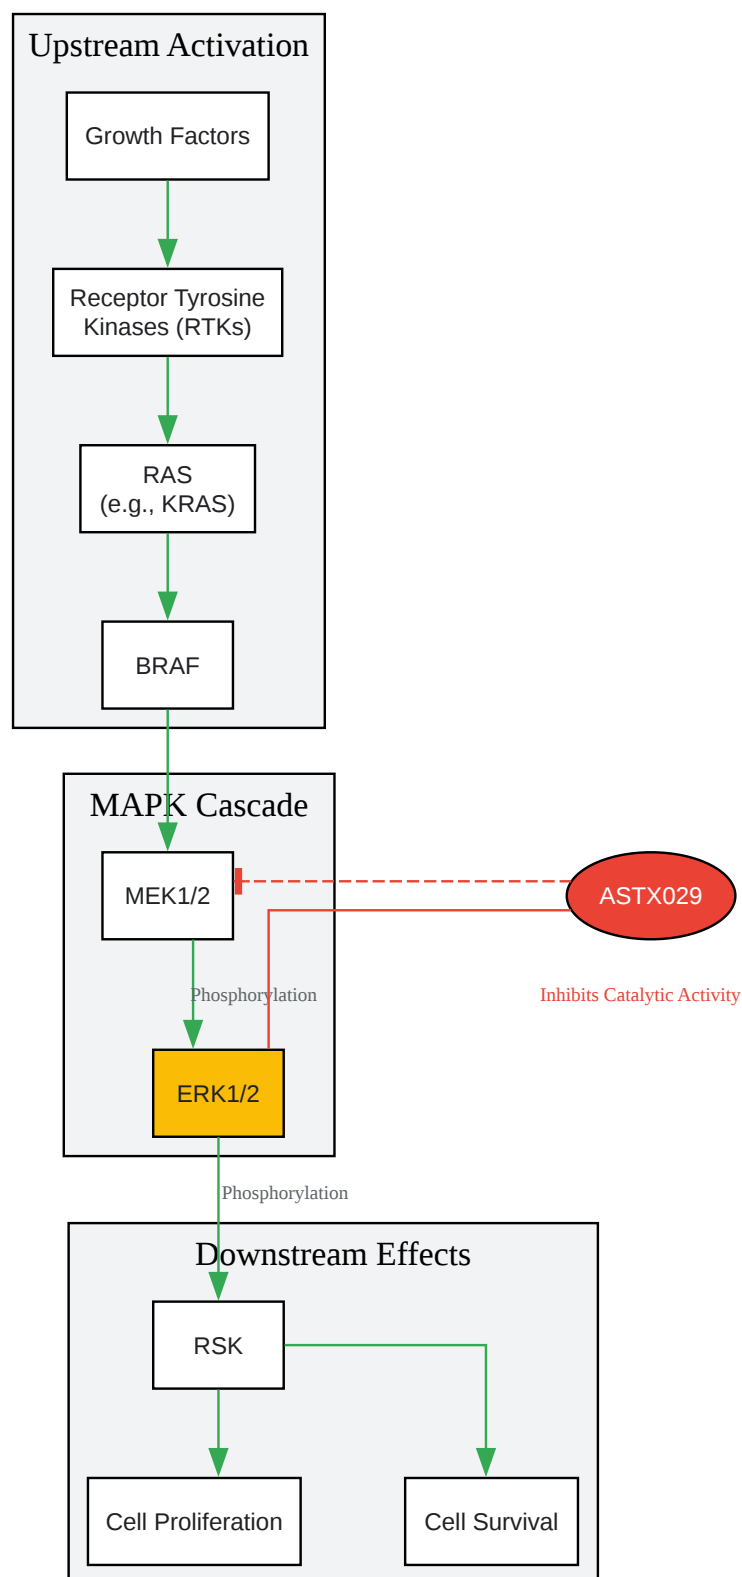 Upstream Activation
Growth Factors
Receptor Tyrosine
Kinases (RTKs)
RAS
(e.g., KRAS)
BRAF
MAPK Cascade
MEK1/2
ASTX029
Phosphorylation
Inhibits Catalytic Activity
ERK1/2
Phosphorylation
Downstream Effects
RSK
Cell Proliferation
Cell Survival